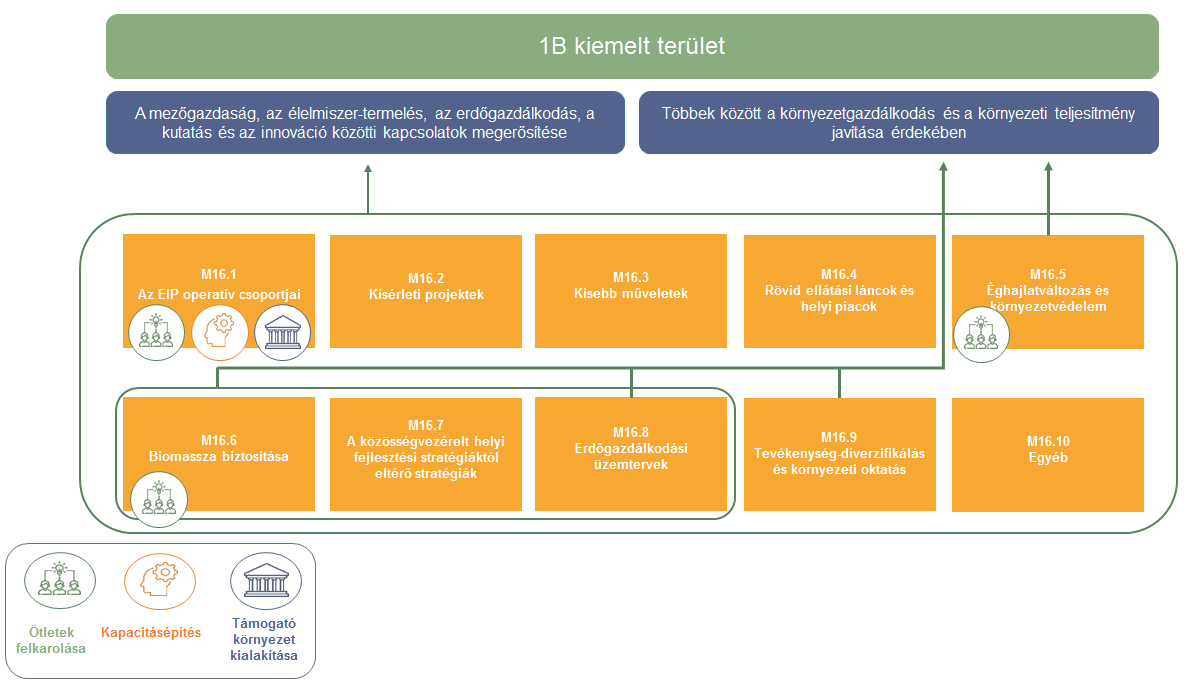 1B kiemelt terület
A mezőgazdaság, az élelmiszer-termelés, az erdőgazdálkodás, a
kutatás és az innováció közötti kapcsolatok megerősítése
Többek között a környezetgazdálkodás és a környezeti teljesítmény
javítása érdekében
M16.1
Az EIP operatív csoportjai
M16.2
Kísérleti projektek
M16.3
Kisebb műveletek
M16.4
Rövid ellátási láncok és
helyi piacok
M16.5
Éghajlatváltozás és
környezetvédelem
M16.6
Biomassza biztosítása
M16.7
A közösségvezérelt helyi
fejlesztési stratégiáktól
eltérő stratégiák
M16.8
Erdőgazdálkodási
üzemtervek
M16.9
Tevékenység-diverzifikálás
és környezeti oktatás
M16.10
Egyéb
Ötletek
felkarolása
Kapacitásépítés
Támogató
környezet
kialakítása